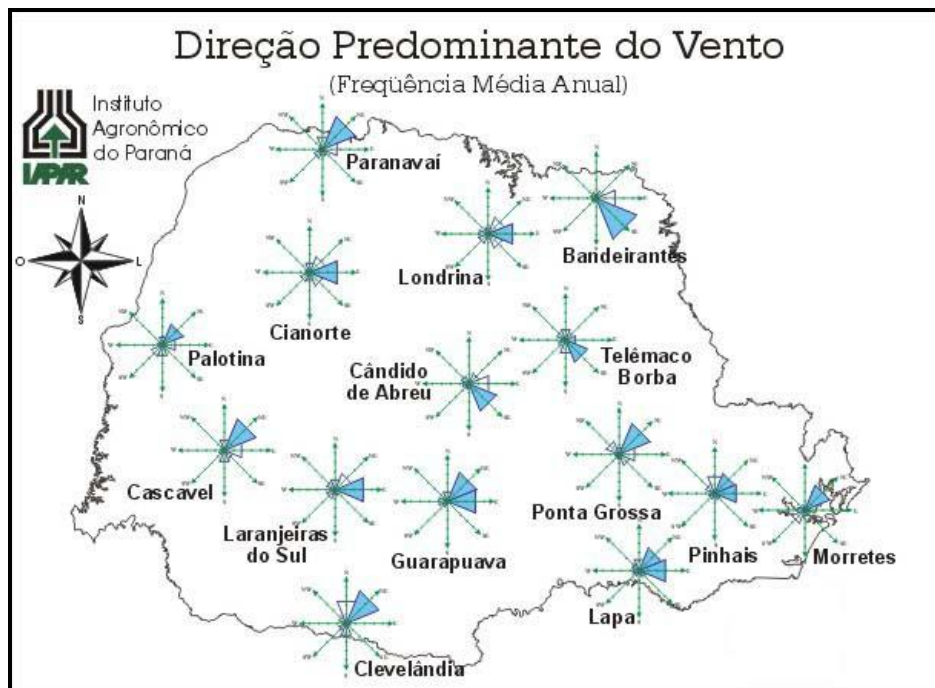 Direção Predominante do Vento
(Freqüência Média Anual)
Instituto
Agronômico
do Paraná
IAPAR
N
O
L
S
Paranavaí
Bandeirantes
Londrina
Cianorte
Palotina
Telêmaco
Borba
Cândido
de Abreu
Cascavel
Laranjeiras
do Sul
Guarapuava
Ponta Grossa
Pinhais
Morretes
Lapa
Clevelândia